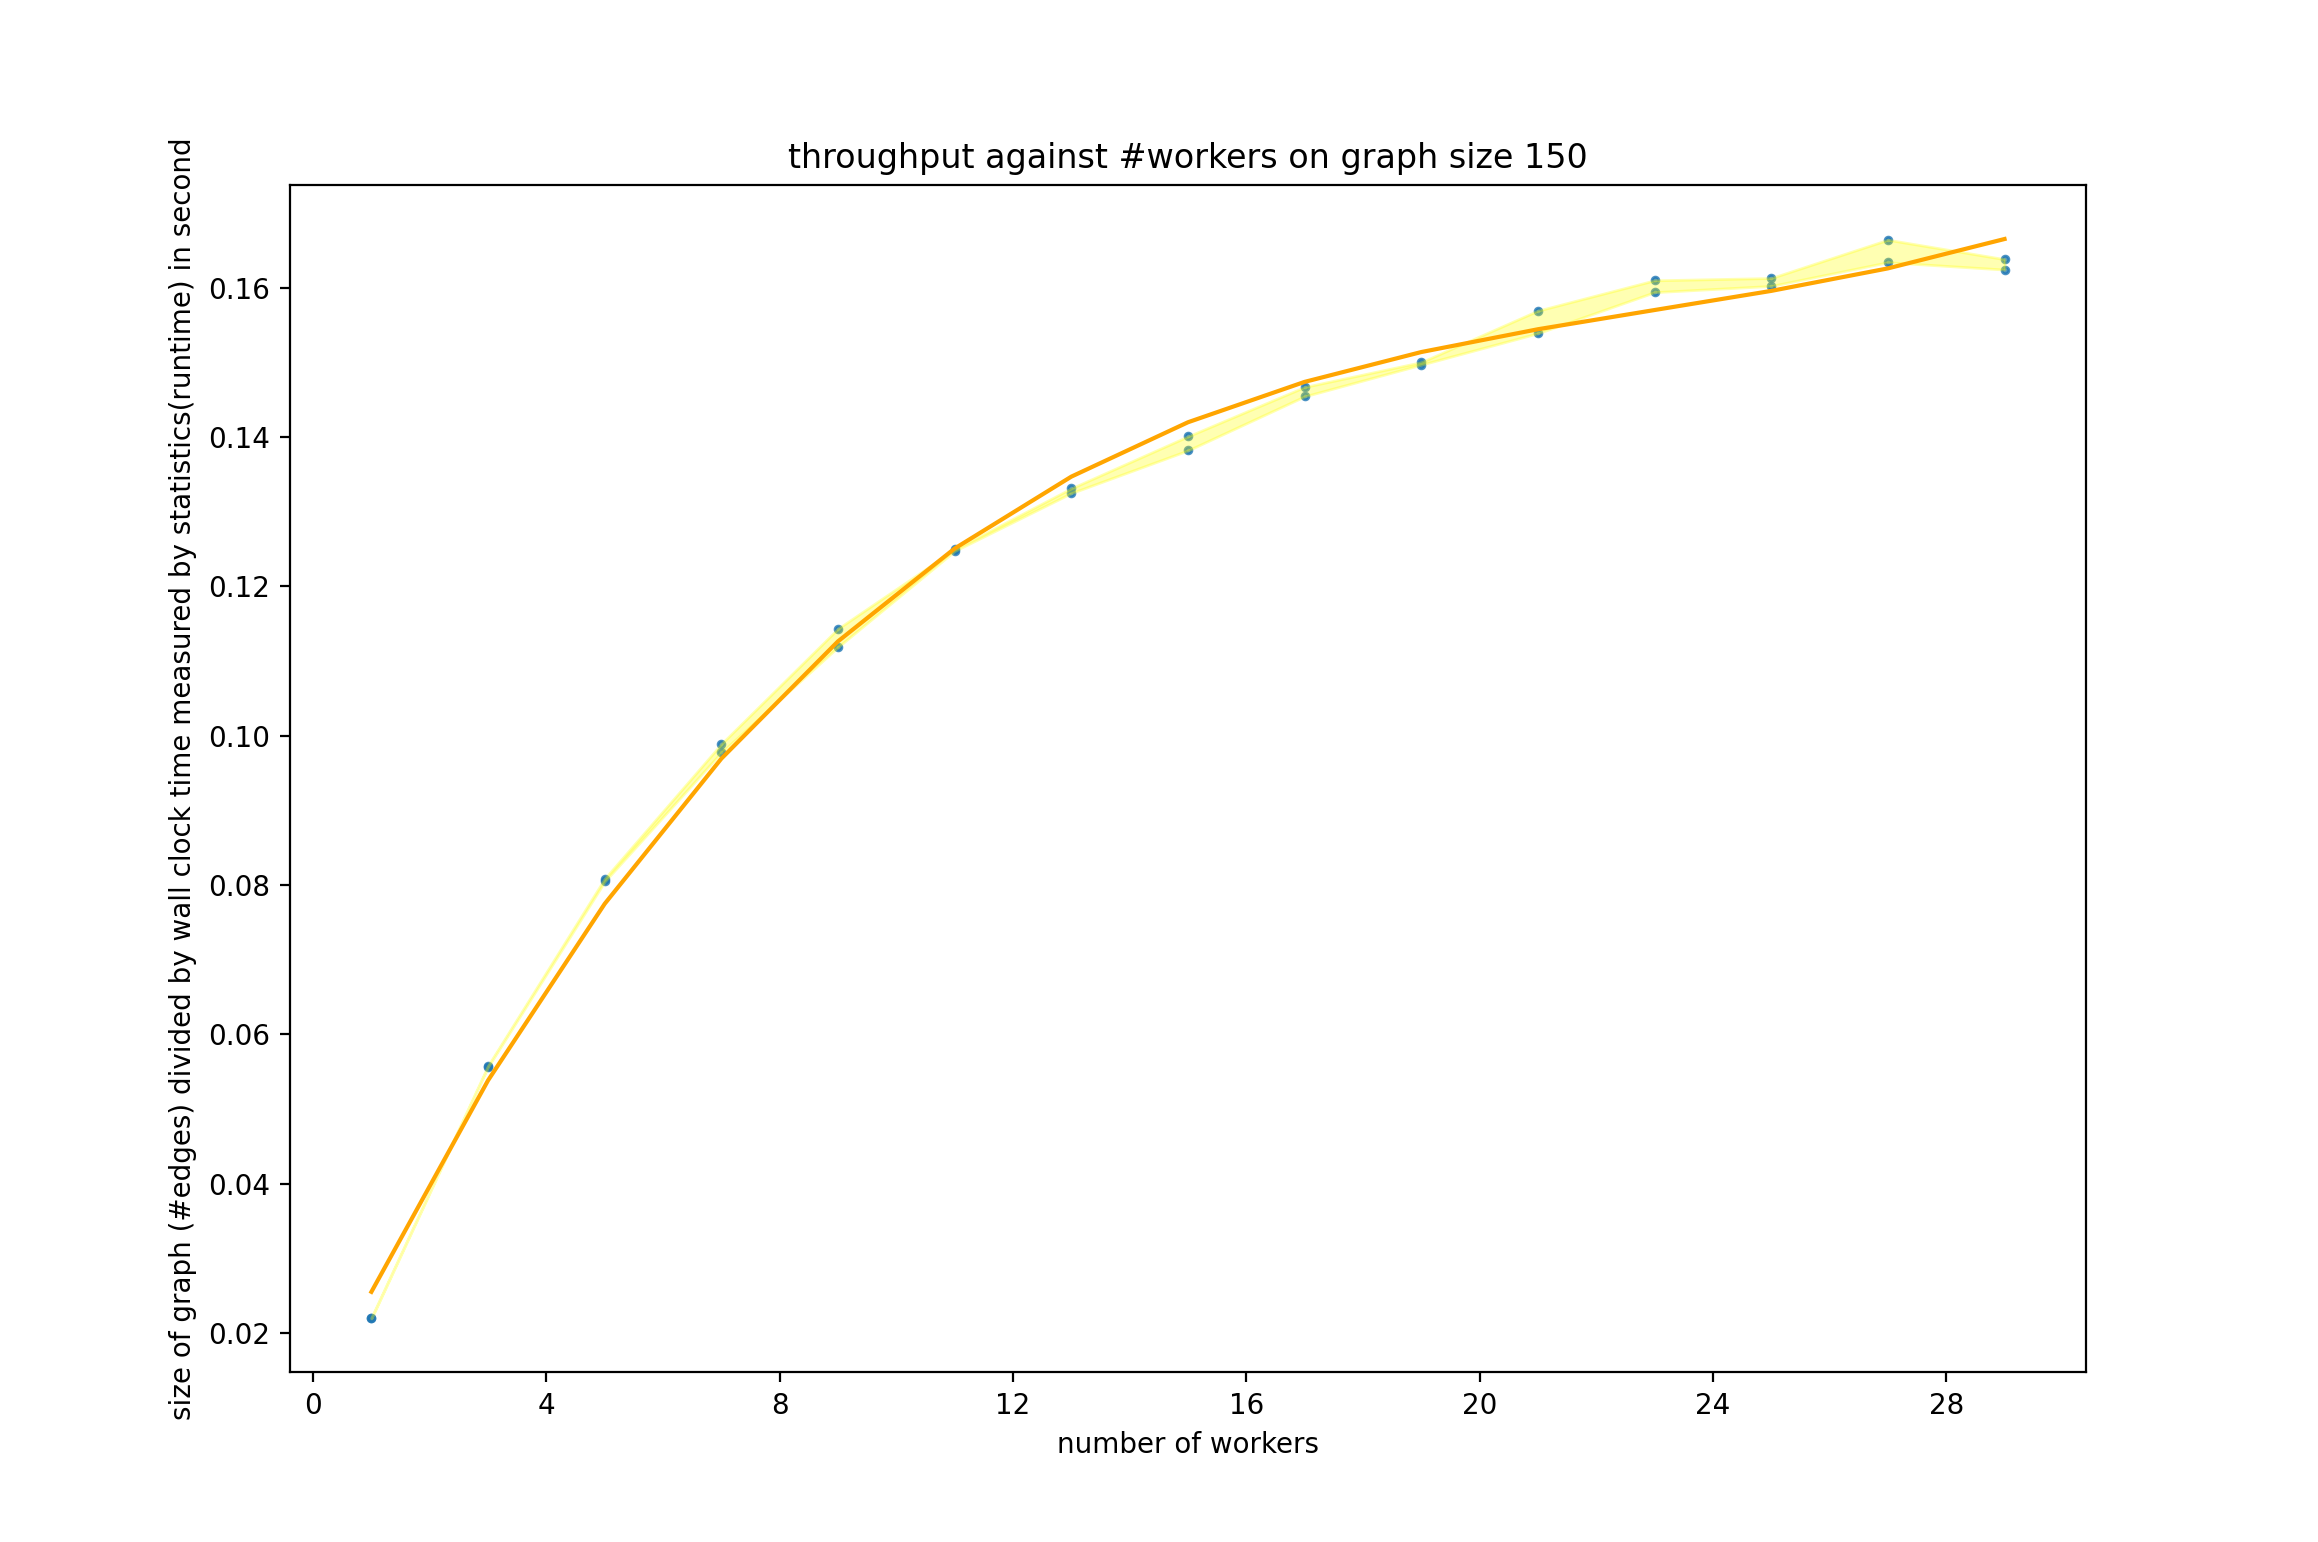 throughput against #workers on graph size 150
size of graph (#edges) divided by wall clock time measured by statistics(runtime) in second
0.16
0.14
0.12
0.10
0.08
0.06
0.04
0.02
0 4 8 12 16 20 24 28
number of workers